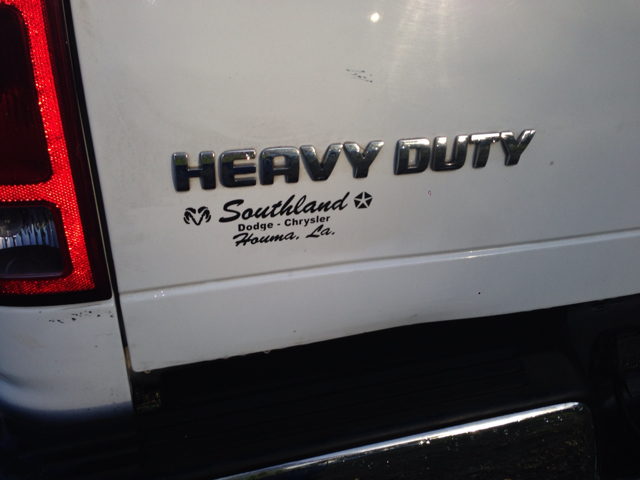 HEAVY DUTY
Southland
Dodge - Chrysler
Houma, La.